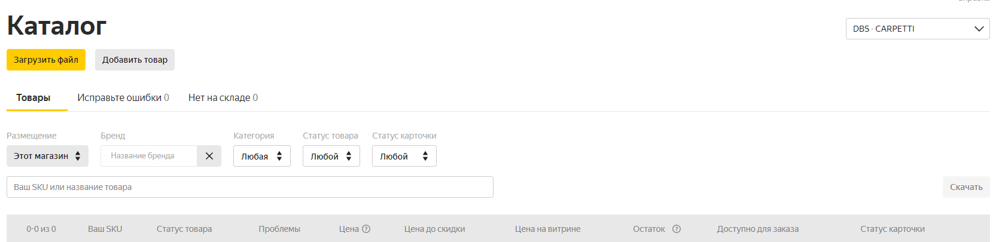 Каталог
DBS · CARPETTI
Загрузить файл Добавить товар
Товары Исправьте ошибки 0 Нет на складе 0
Размещение Бренд Категория Статус товара Статус карточки
Этот магазин Название бренда Любая Любой Любой
Ваш SKU или название товара Скачать
0-0 из 0 Ваш SKU Статус товара Проблемы Цена Цена до скидки Цена на витрине Остаток Доступно для заказа Статус карточки